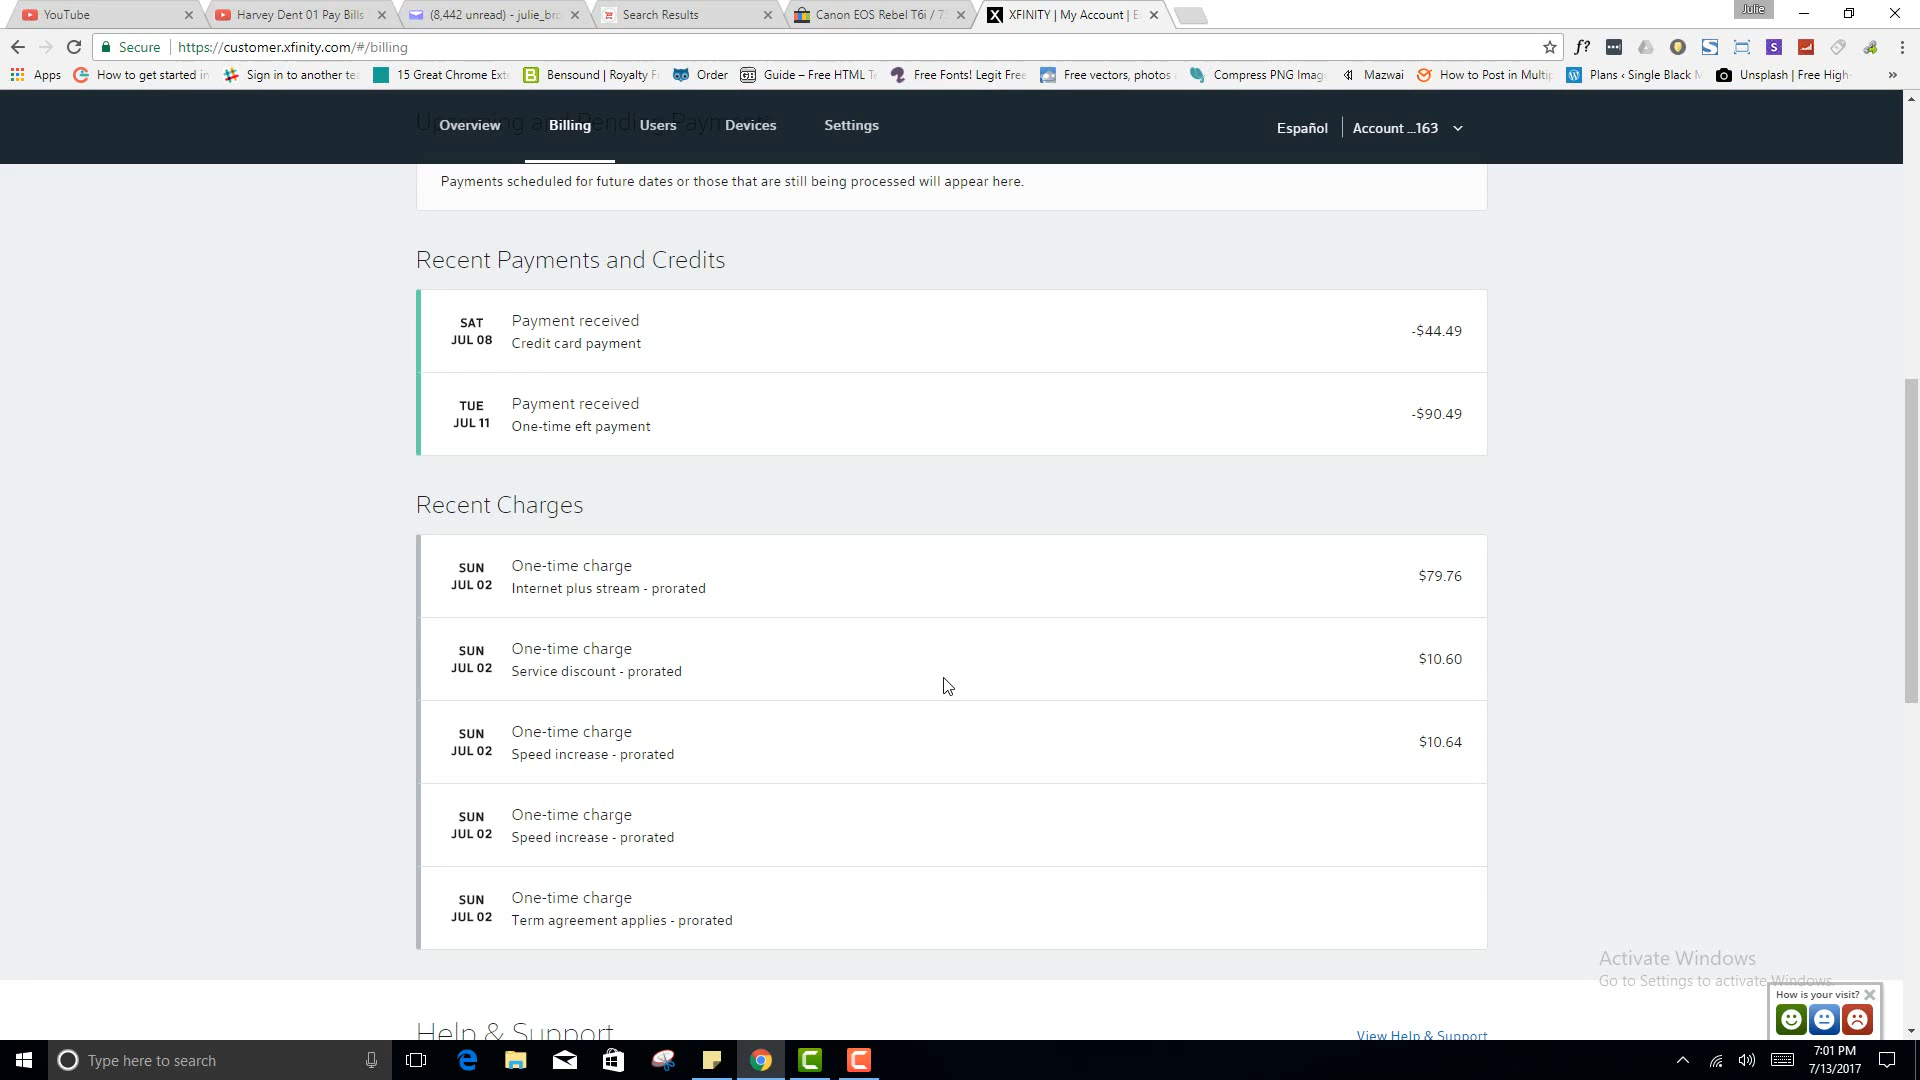 YouTube
Harvey Dent 01 Pay Bills
(8,442 unread) - julie_bro
Search Results
Canon EOS Rebel T6i / 7
XFINITY | My Account |
Julie
Secure
https://customer.xfinity.com/#/billing
Apps
How to get started in
Sign in to another te
15 Great Chrome Ext
Bensound | Royalty F
Order
Guide – Free HTML T
Free Fonts! Legit Free
Free vectors, photos
Compress PNG Imag
Mazwai
How to Post in Multip
Plans ‹ Single Black
Unsplash | Free High-
Upcoming and Pending Payments
Overview
Billing
Users
Devices
Settings
Español
Account ...163
Payments scheduled for future dates or those that are still being processed will appear here.
Recent Payments and Credits
SAT
JUL 08
Payment received
Credit card payment
-$44.49
TUE
JUL 11
Payment received
One-time eft payment
-$90.49
Recent Charges
SUN
JUL 02
One-time charge
Internet plus stream - prorated
$79.76
SUN
JUL 02
One-time charge
Service discount - prorated
$10.60
SUN
JUL 02
One-time charge
Speed increase - prorated
$10.64
SUN
JUL 02
One-time charge
Speed increase - prorated
SUN
JUL 02
One-time charge
Term agreement applies - prorated
Activate Windows
Go to Settings to activate Windows.
How is your visit?
Help & Support
View Help & Support
Type here to search
7:01 PM
7/13/2017